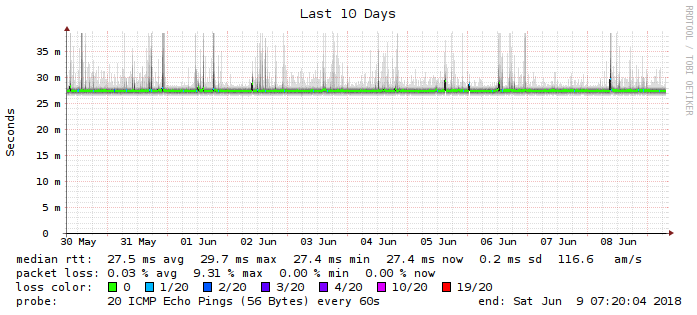 Last 10 Days
RRDTOOL / TOBI OETIKER
Seconds
35 m
30 m
25 m
20 m
15 m
10 m
5 m
0
30 May 31 May 01 Jun 02 Jun 03 Jun 04 Jun 05 Jun 06 Jun 07 Jun 08 Jun
median rtt: 27.5 ms avg 29.7 ms max 27.4 ms min 27.4 ms now 0.2 ms sd 116.6 am/s
packet loss: 0.03 % avg 9.31 % max 0.00 % min 0.00 % now
loss color: 0 1/20 2/20 3/20 4/20 10/20 19/20
probe: 20 ICMP Echo Pings (56 Bytes) every 60s end: Sat Jun 9 07:20:04 2018